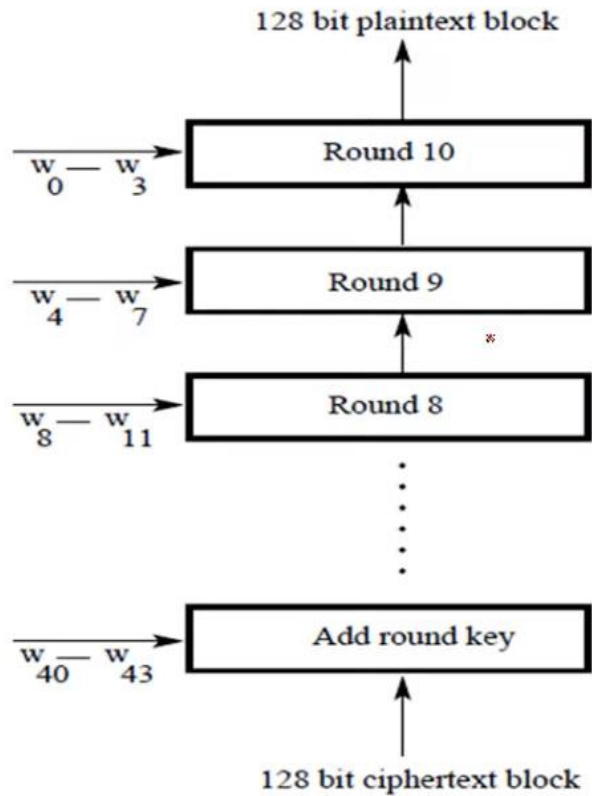 128 bit plaintext block
Round 10
w — w
0 3
Round 9
w — w
4 7
Round 8
w — w
8 11
Add round key
w — w
40 43
128 bit ciphertext block